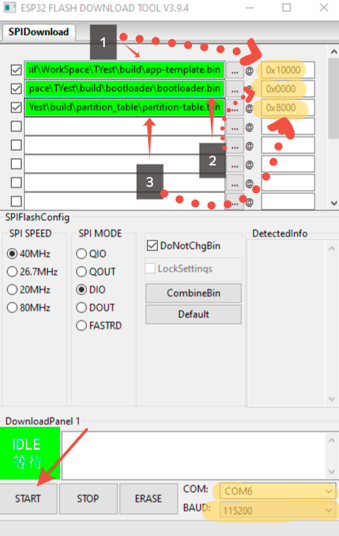 ESP32 FLASH DOWNLOAD TOOL V3.9.4
SPIDownload
1
sif\WorkSpace\TYest\build\app-template.bin ... @ 0x10000
pace\TYest\build\bootloader\bootloader.bin ... @ 0x0000
Yest\build\partition_table\partition-table.bin ... @ 0x8000
... @
... @
2
... @
3
... @
... @
SPIFlashConfig
SPI SPEED
40MHz
26.7MHz
20MHz
80MHz
SPI MODE
QIO
QOUT
DIO
DOUT
FASTRD
DoNotChgBin
LockSettings
CombineBin
Default
DetectedInfo
DownloadPanel 1
IDLE
等待
START
STOP
ERASE
COM: COM6
BAUD: 115200